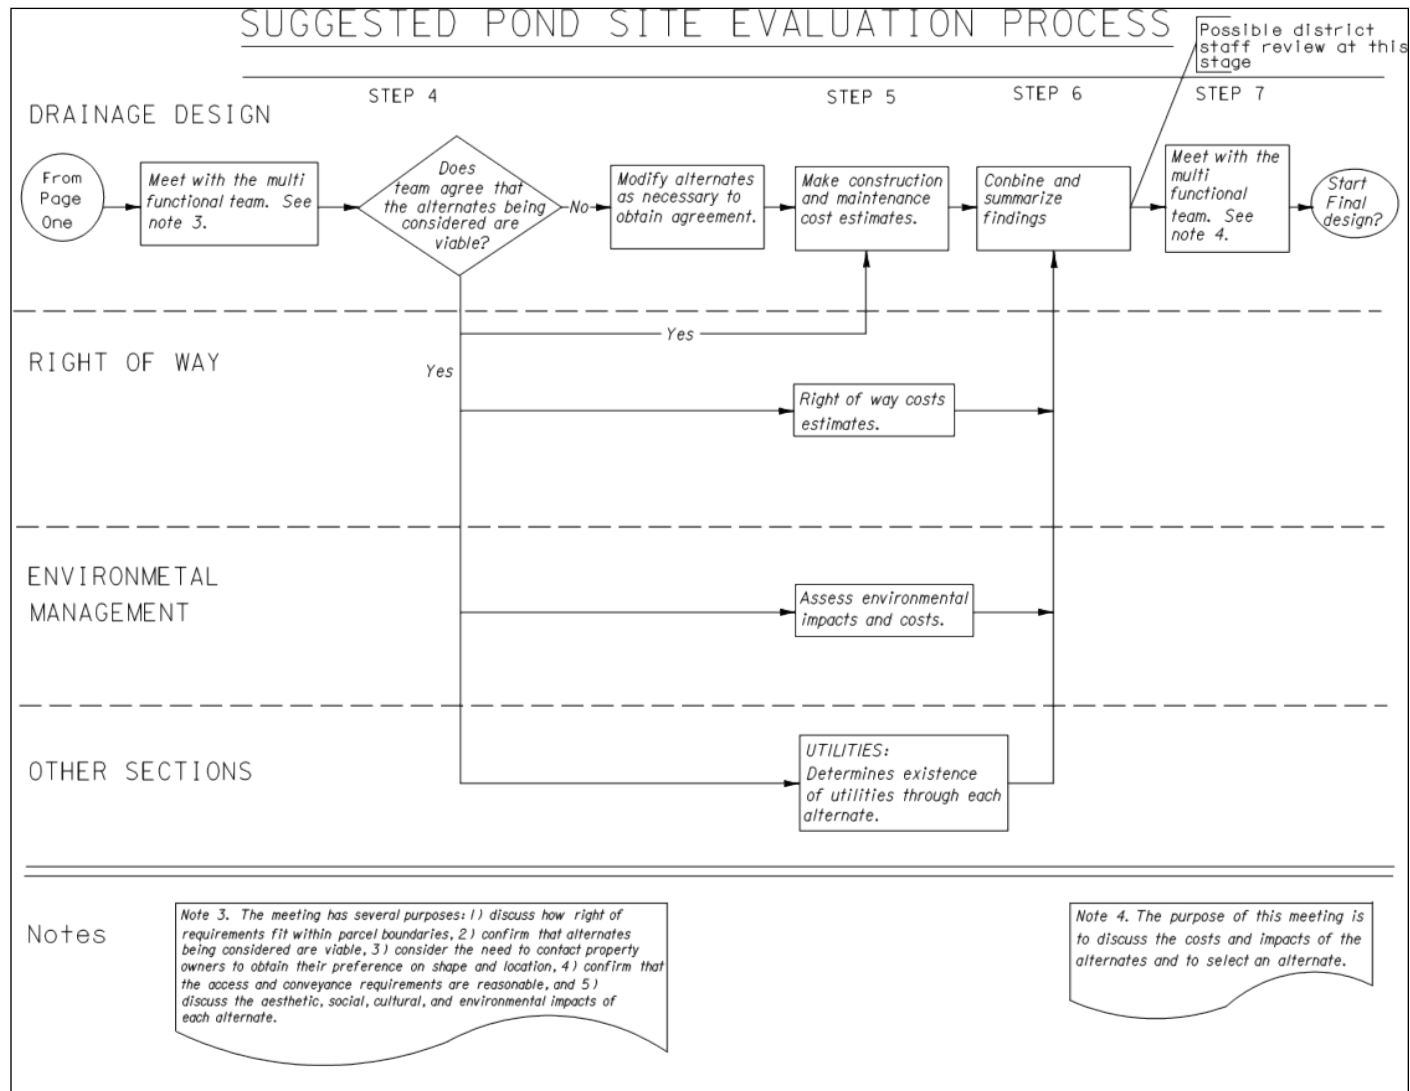 SUGGESTED POND SITE EVALUATION PROCESS
Possible district
staff review at this
stage
STEP 4
STEP 5
STEP 6
STEP 7
DRAINAGE DESIGN
From
Page
One
Meet with the multi
functional team. See
note 3.
Does
team agree that
the alternates being
considered are
viable?
No
Modify alternates
as necessary to
obtain agreement.
Make construction
and maintenance
cost estimates.
Conbine and
summarize
findings
Meet with the
multi
functional
team. See
note 4.
Start
Final
design?
Yes
RIGHT OF WAY
Yes
Right of way costs
estimates.
ENVIRONMETAL
MANAGEMENT
Assess environmental
impacts and costs.
OTHER SECTIONS
UTILITIES:
Determines existence
of utilities through each
alternate.
Notes
Note 3. The meeting has several purposes: 1) discuss how right of
requirements fit within parcel boundaries, 2) confirm that alternates
being considered are viable, 3) consider the need to contact property
owners to obtain their preference on shape and location, 4) confirm that
the access and conveyance requirements are reasonable, and 5)
discuss the aesthetic, social, cultural, and environmental impacts of
each alternate.
Note 4. The purpose of this meeting is
to discuss the costs and impacts of the
alternates and to select an alternate.